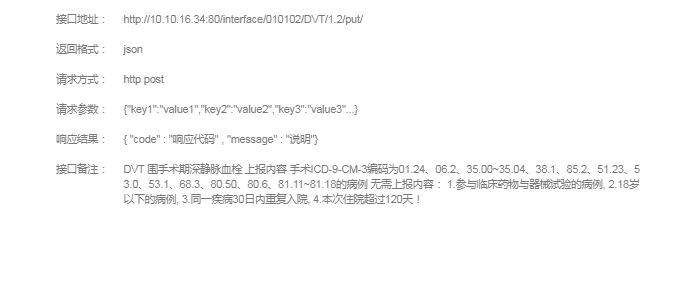 接口地址： http://10.10.16.34:80/interface/010102/DVT/1.2/put/
返回格式： json
请求方式： http post
请求参数： {"key1":"value1","key2":"value2","key3":"value3"...}
响应结果： { "code" : "响应代码" , "message" : "说明"}
接口备注： DVT 围手术期深静脉血栓 上报内容 手术ICD-9-CM-3编码为01.24、06.2、35.00~35.04、38.1、85.2、51.23、5
3.0、53.1、68.3、80.50、80.6、81.11~81.18的病例 无需上报内容： 1.参与临床药物与器械试验的病例, 2.18岁
以下的病例, 3.同一疾病30日内重复入院, 4.本次住院超过120天！